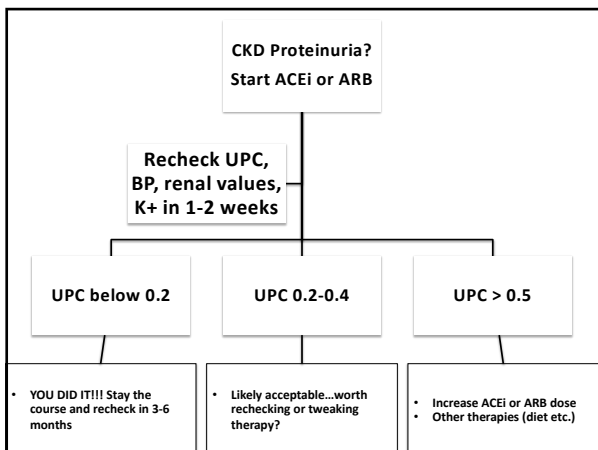 CKD Proteinuria?
Start ACEi or ARB
Recheck UPC,
BP, renal values,
K+ in 1-2 weeks
UPC below 0.2
UPC 0.2-0.4
UPC > 0.5
• YOU DID IT!!! Stay the
course and recheck in 3-6
months
• Likely acceptable...worth
rechecking or tweaking
therapy?
• Increase ACEi or ARB dose
• Other therapies (diet etc.)